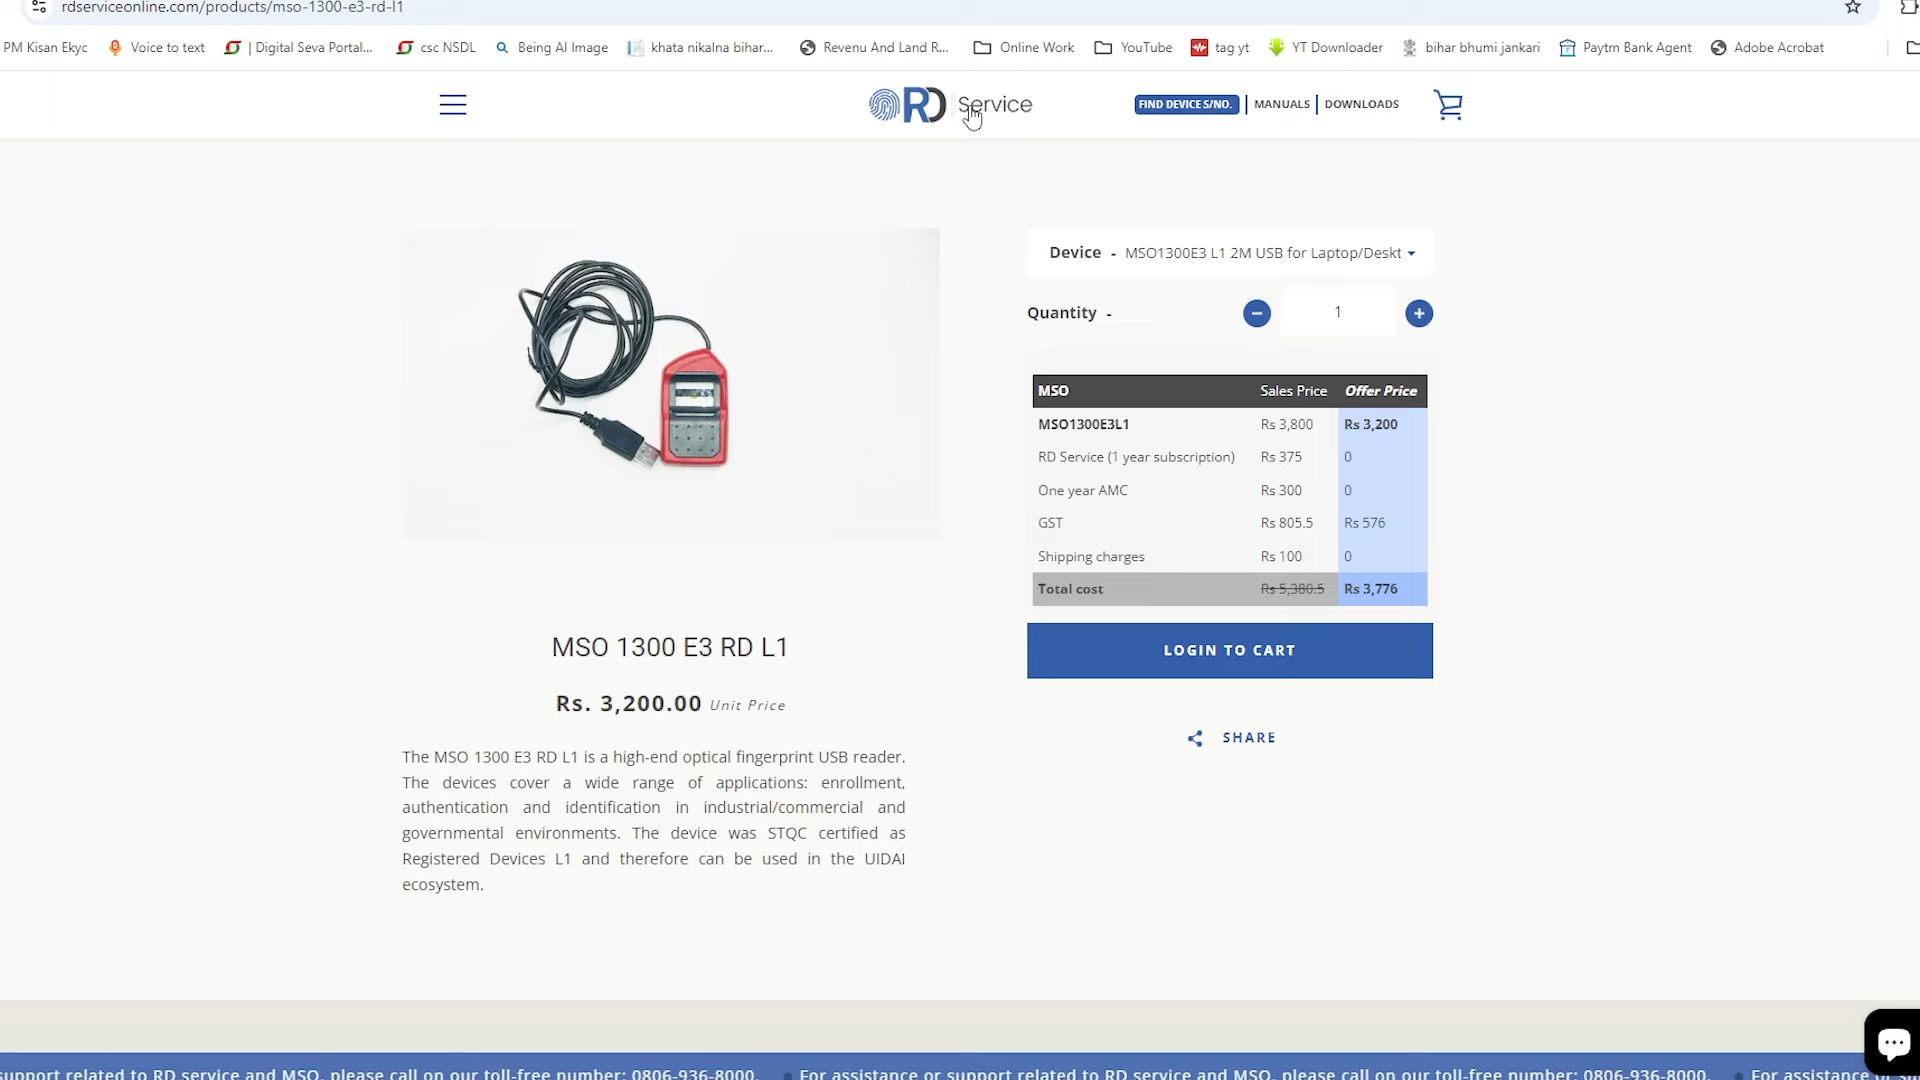 rdserviceonline.com/products/mso-1300-e3-rd-l1
PM Kisan Ekyc Voice to text | Digital Seva Portal... csc NSDL Being AI Image khata nikalna bihar... Revenu And Land R... Online Work YouTube tag yt YT Downloader bihar bhumi jankari Paytm Bank Agent Adobe Acrobat
RD Service FIND DEVICE S/NO. MANUALS DOWNLOADS
Device - MSO1300E3 L1 2M USB for Laptop/Deskt
Quantity - 1
MSO Sales Price Offer Price
MSO1300E3L1 Rs 3,800 Rs 3,200
RD Service (1 year subscription) Rs 375 0
One year AMC Rs 300 0
GST Rs 805.5 Rs 576
Shipping charges Rs 100 0
Total cost Rs 5,380.5 Rs 3,776
LOGIN TO CART
SHARE
MSO 1300 E3 RD L1
Rs. 3,200.00 Unit Price
The MSO 1300 E3 RD L1 is a high-end optical fingerprint USB reader.
The devices cover a wide range of applications: enrollment,
authentication and identification in industrial/commercial and
governmental environments. The device was STQC certified as
Registered Devices L1 and therefore can be used in the UIDAI
ecosystem.
support related to RD service and MSO, please call on our toll-free number: 0806-936-8000. For assistance or support related to RD service and MSO, please call on our toll-free number: 0806-936-8000. For assistance